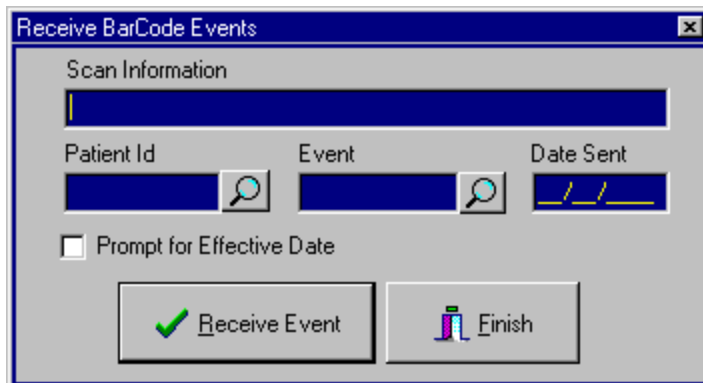 Receive BarCode Events
Scan Information
Patient Id Event Date Sent
__/__/____
Prompt for Effective Date
Receive Event Finish